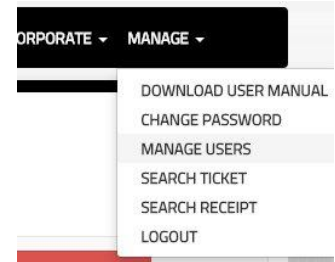 ORPORATE MANAGE
DOWNLOAD USER MANUAL
CHANGE PASSWORD
MANAGE USERS
SEARCH TICKET
SEARCH RECEIPT
LOGOUT